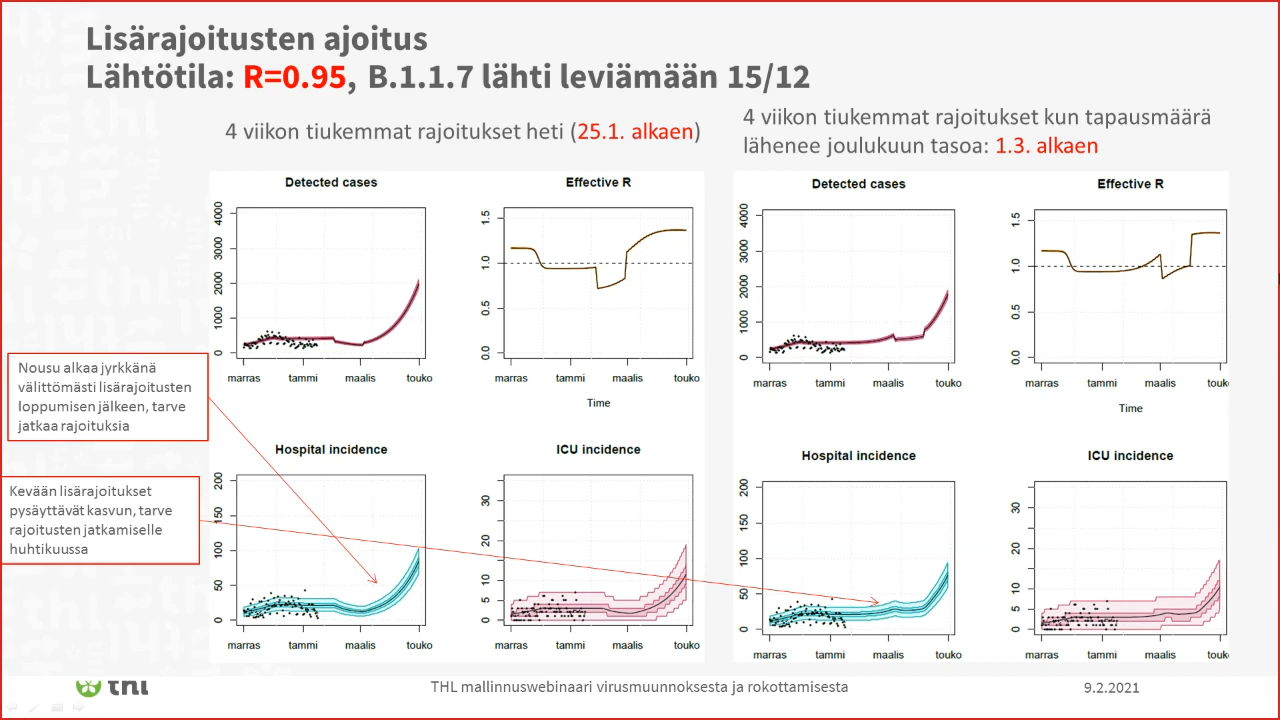 Lisärajoitusten ajoitus
Lähtötila: R=0.95, B.1.1.7 lähti leviämään 15/12
4 viikon tiukemmat rajoitukset heti (25.1. alkaen)
4 viikon tiukemmat rajoitukset kun tapausmäärä
lähenee joulukuun tasoa: 1.3. alkaen
Detected cases
4000
3000
2000
1000
0
marras tammi maalis touko
Effective R
1.5
1.0
0.5
0.0
marras tammi maalis touko
Time
Detected cases
4000
3000
2000
1000
0
marras tammi maalis touko
Effective R
1.5
1.0
0.5
0.0
marras tammi maalis touk
Time
Nousu alkaa jyrkkänä
välittömästi lisärajoitusten
loppumisen jälkeen, tarve
jatkaa rajoituksia
Kevään lisärajoitukset
pysäyttävät kasvun, tarve
rajoitusten jatkamiselle
huhtikuussa
Hospital incidence
200
150
100
50
0
marras tammi maalis touko
ICU incidence
30
20
10
5
0
marras tammi maalis touko
Hospital incidence
200
150
100
50
0
marras tammi maalis touko
ICU incidence
30
20
10
5
0
marras tammi maalis touk
thl
THL mallinnuswebinaari virusmuunnoksesta ja rokottamisesta
9.2.2021